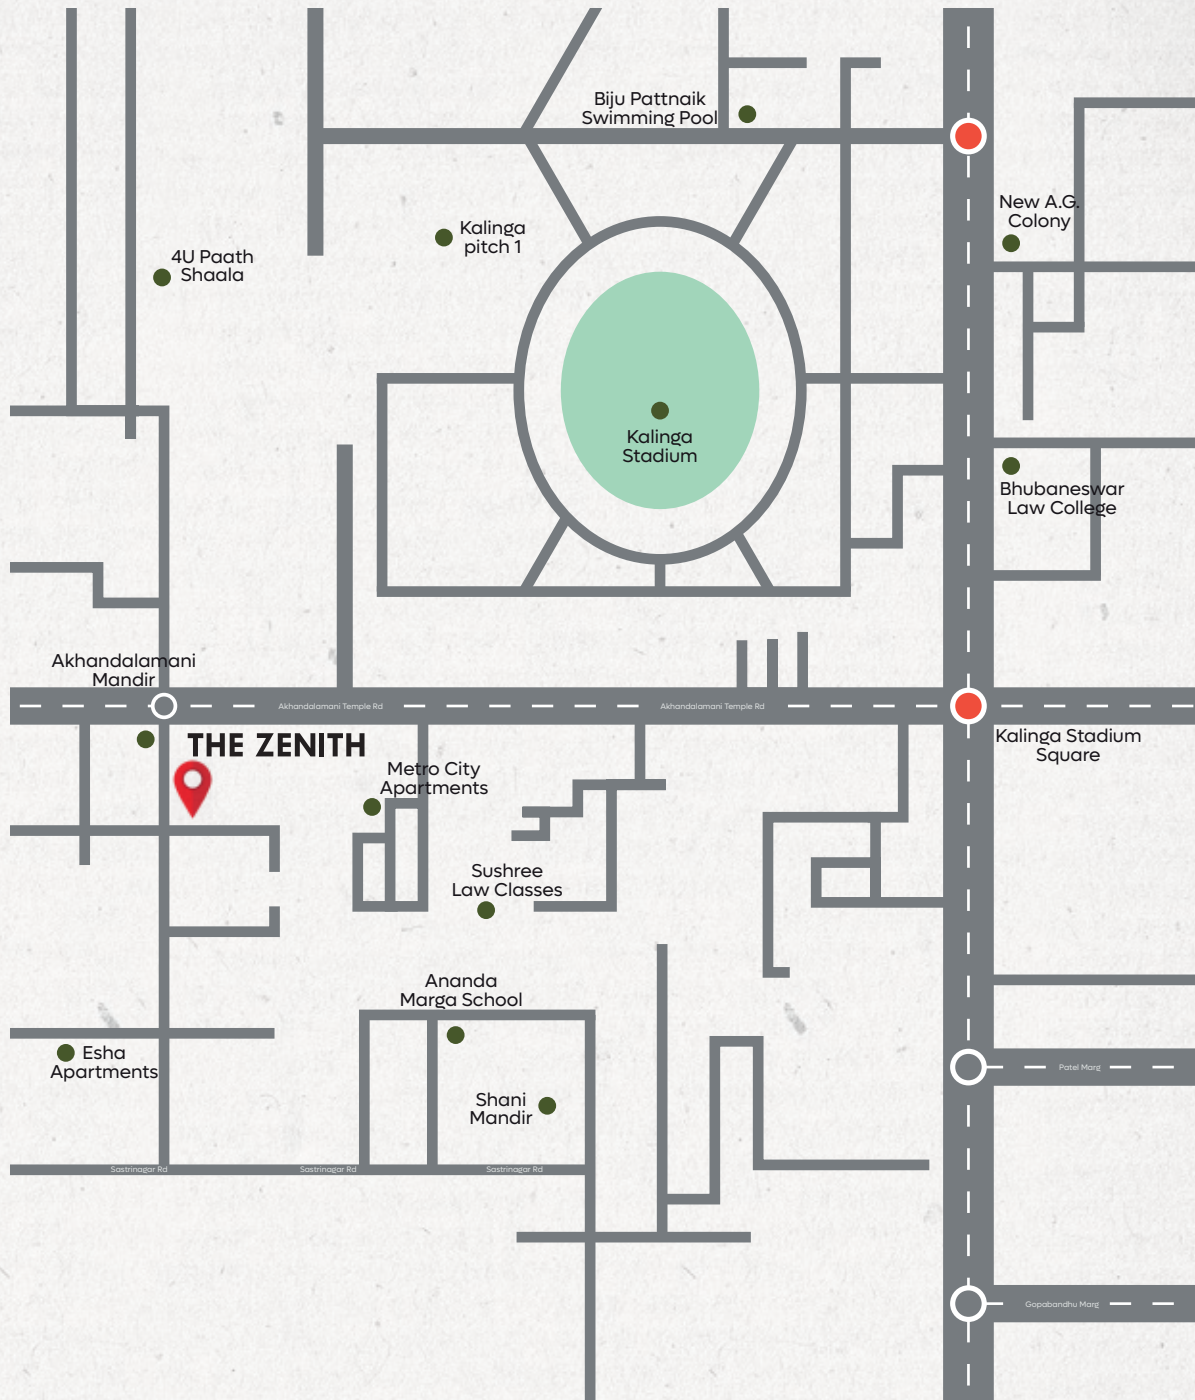 Biju Pattnaik
Swimming Pool
New A.G.
Colony
Kalinga
pitch 1
4U Paath
Shaala
Kalinga
Stadium
Bhubaneswar
Law College
Akhandalamani
Mandir
Akhandalamani Temple Rd
Akhandalamani Temple Rd
Kalinga Stadium
Square
THE ZENITH
Metro City
Apartments
Sushree
Law Classes
Ananda
Marga School
Esha
Apartments
Patel Marg
Shani
Mandir
Sastrinagar Rd
Sastrinagar Rd
Sastrinagar Rd
Gopabandhu Marg